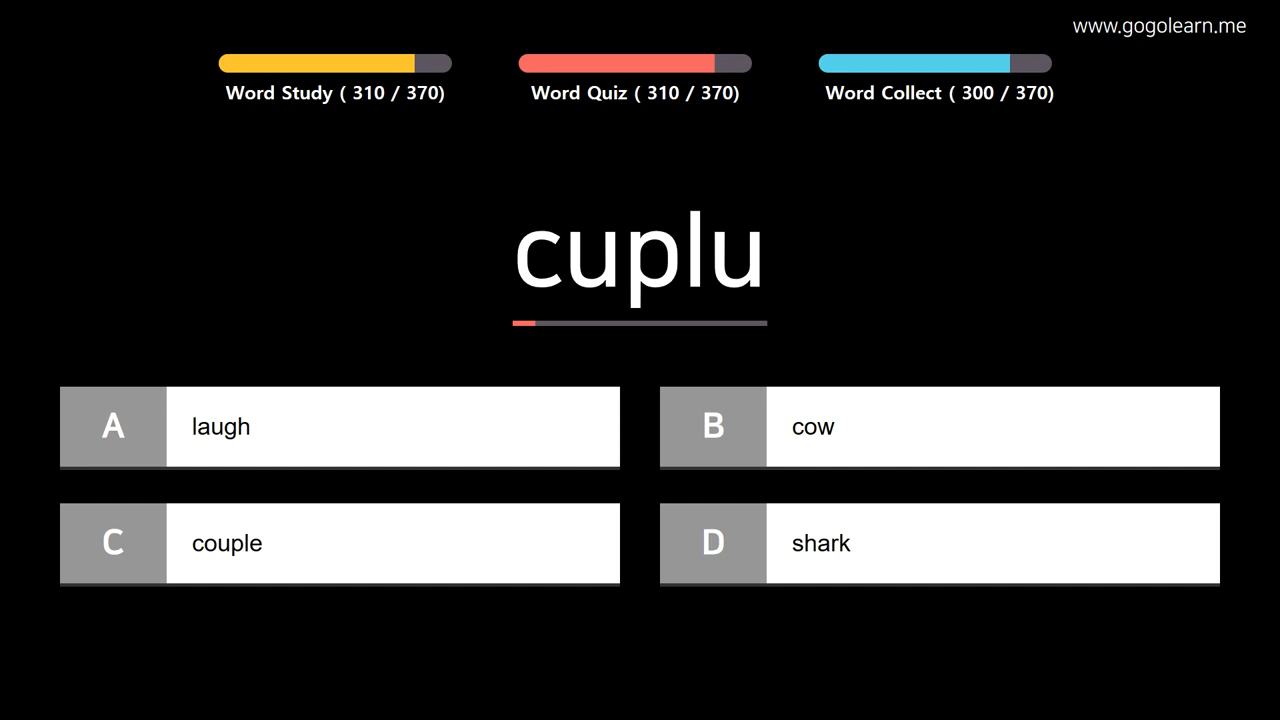 www.gogolearn.me
Word Study ( 310 / 370)
Word Quiz ( 310 / 370)
Word Collect ( 300 / 370)
cuplu
A laugh
B cow
C couple
D shark